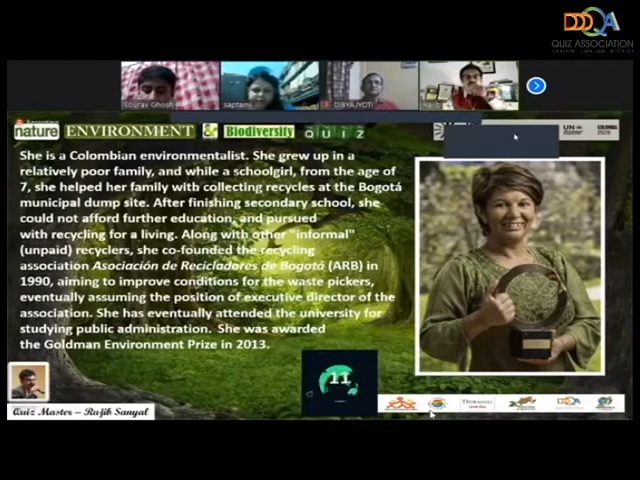 DDDQA
QUIZ ASSOCIATION
Sourav Ghosh
saptami
DIBYAJYOTI
nature ENVIRONMENT & Biodiversity QUIZ
She is a Colombian environmentalist. She grew up in a
relatively poor family, and while a schoolgirl, from the age of
7, she helped her family with collecting recycles at the Bogotá
municipal dump site. After finishing secondary school, she
could not afford further education, and pursued
with recycling for a living. Along with other "informal"
(unpaid) recyclers, she co-founded the recycling
association Asociación de Recicladores de Bogotá (ARB) in
1990, aiming to improve conditions for the waste pickers,
eventually assuming the position of executive director of the
association. She has eventually attended the university for
studying public administration. She was awarded
the Goldman Environment Prize in 2013.
11
Quiz Master - Rajib Sanyal